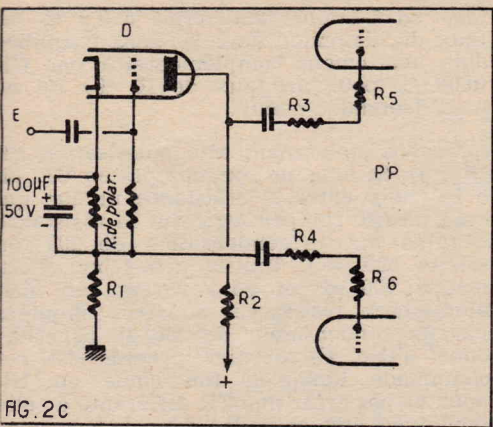 D
E
R3
R5
100µF
+
50V
-
R.de polar.
PP
R4
R6
R1
R2
+
FIG. 2c